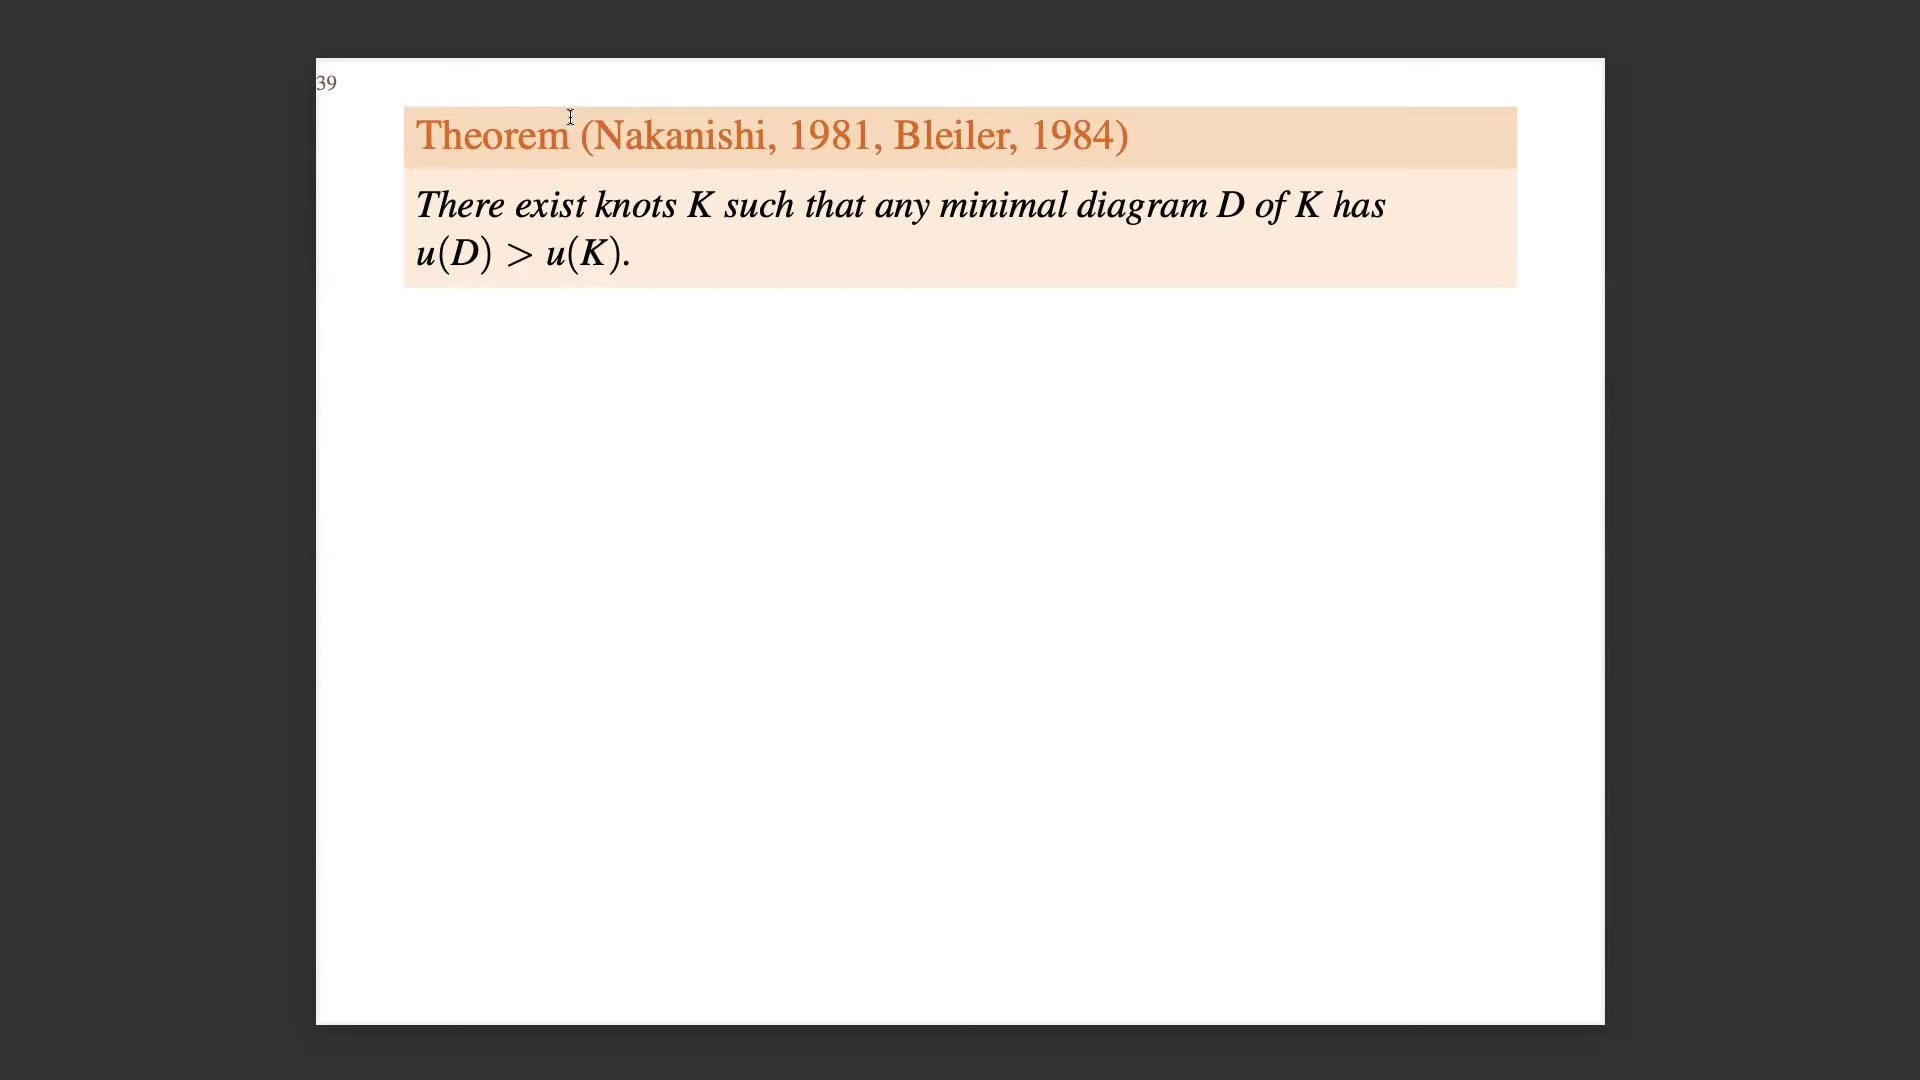 39
Theorem (Nakanishi, 1981, Bleiler, 1984)
There exist knots K such that any minimal diagram D of K has
u(D) > u(K).